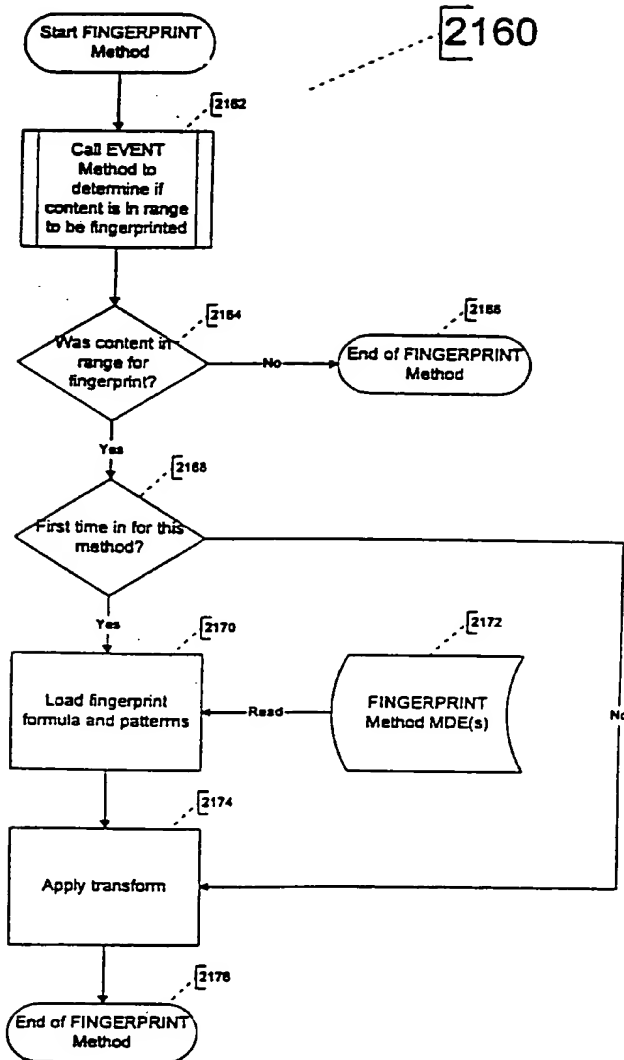 Start FINGERPRINT
Method
2160
2162
Call EVENT
Method to
determine if
content is in range
to be fingerprinted
2164
Was content in
range for
fingerprint?
No
2166
End of FINGERPRINT
Method
Yes
2168
First time in for this
method?
Yes
2170
Load fingerprint
formula and patterns
Read
2172
FINGERPRINT
Method MDE(s)
No
2174
Apply transform
2176
End of FINGERPRINT
Method